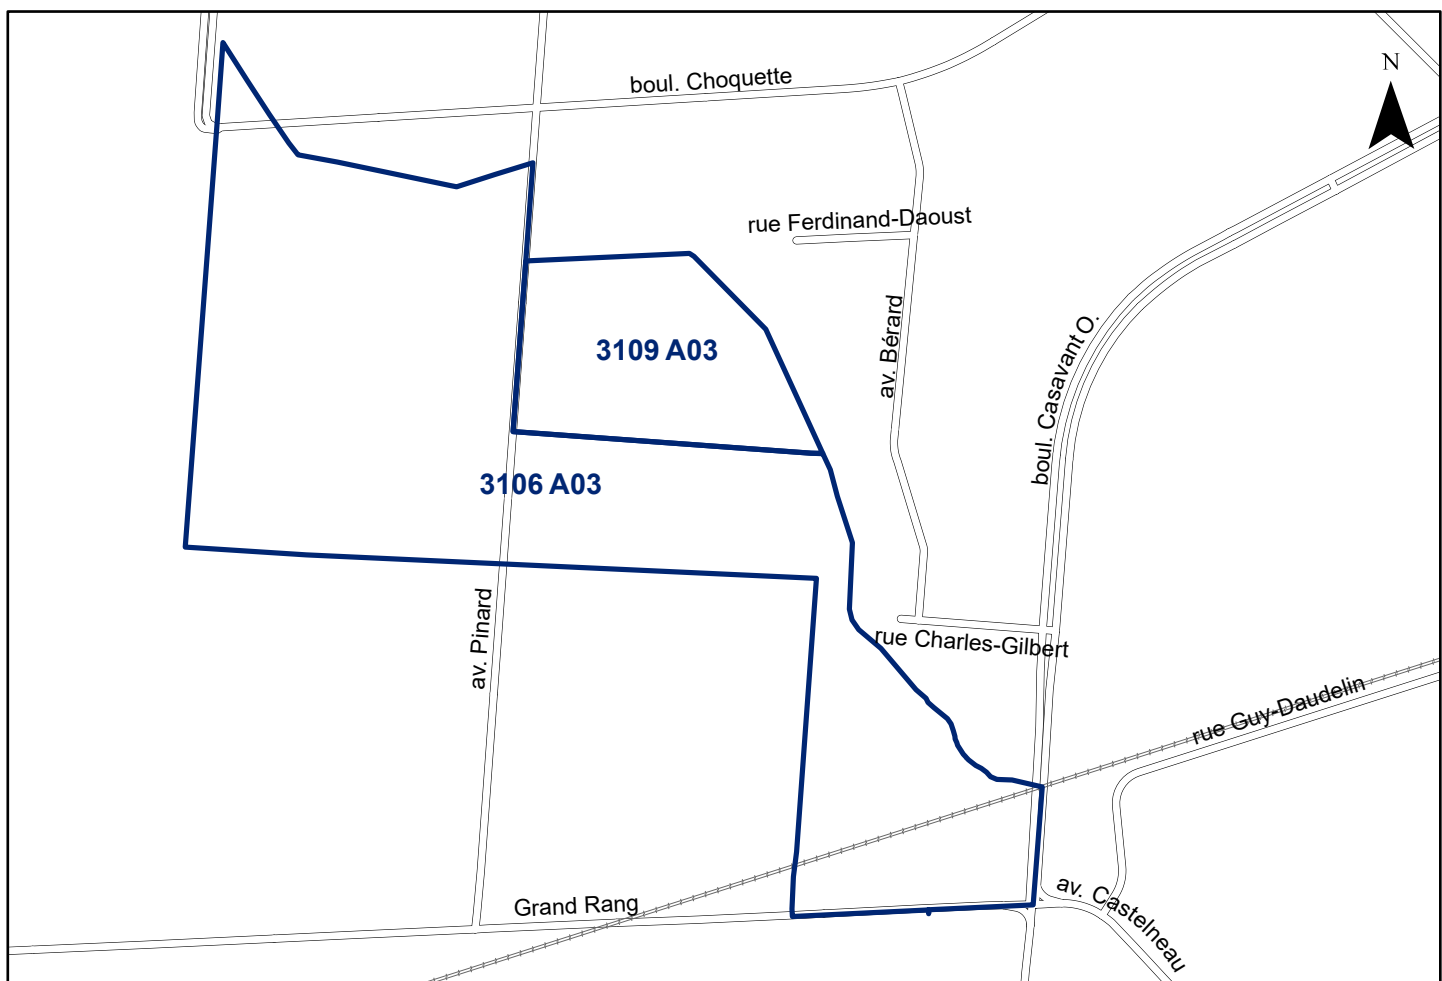 boul. Choquette
N
rue Ferdinand-Daoust
av. Bérard
boul. Casavant O.
3109 A03
3106 A03
av. Pinard
rue Charles-Gilbert
rue Guy-Daudelin
Grand Rang
av. Castelneau